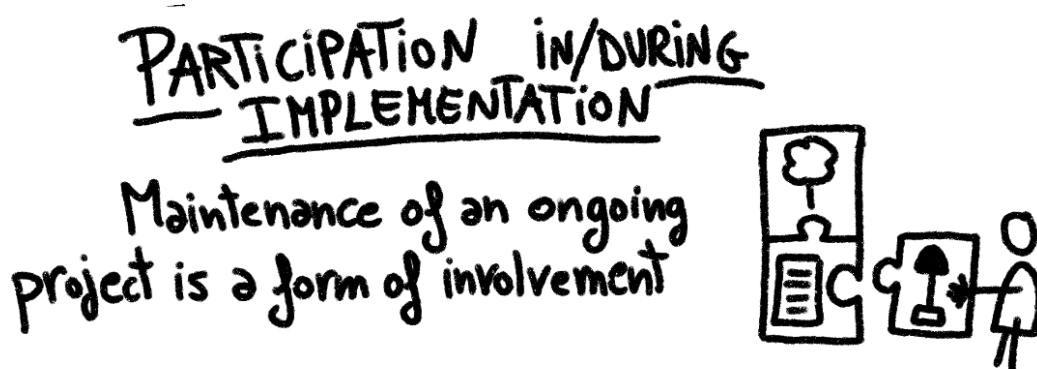 PARTICIPATION IN/DURING
IMPLEMENTATION
Maintenance of an ongoing
project is a form of involvement